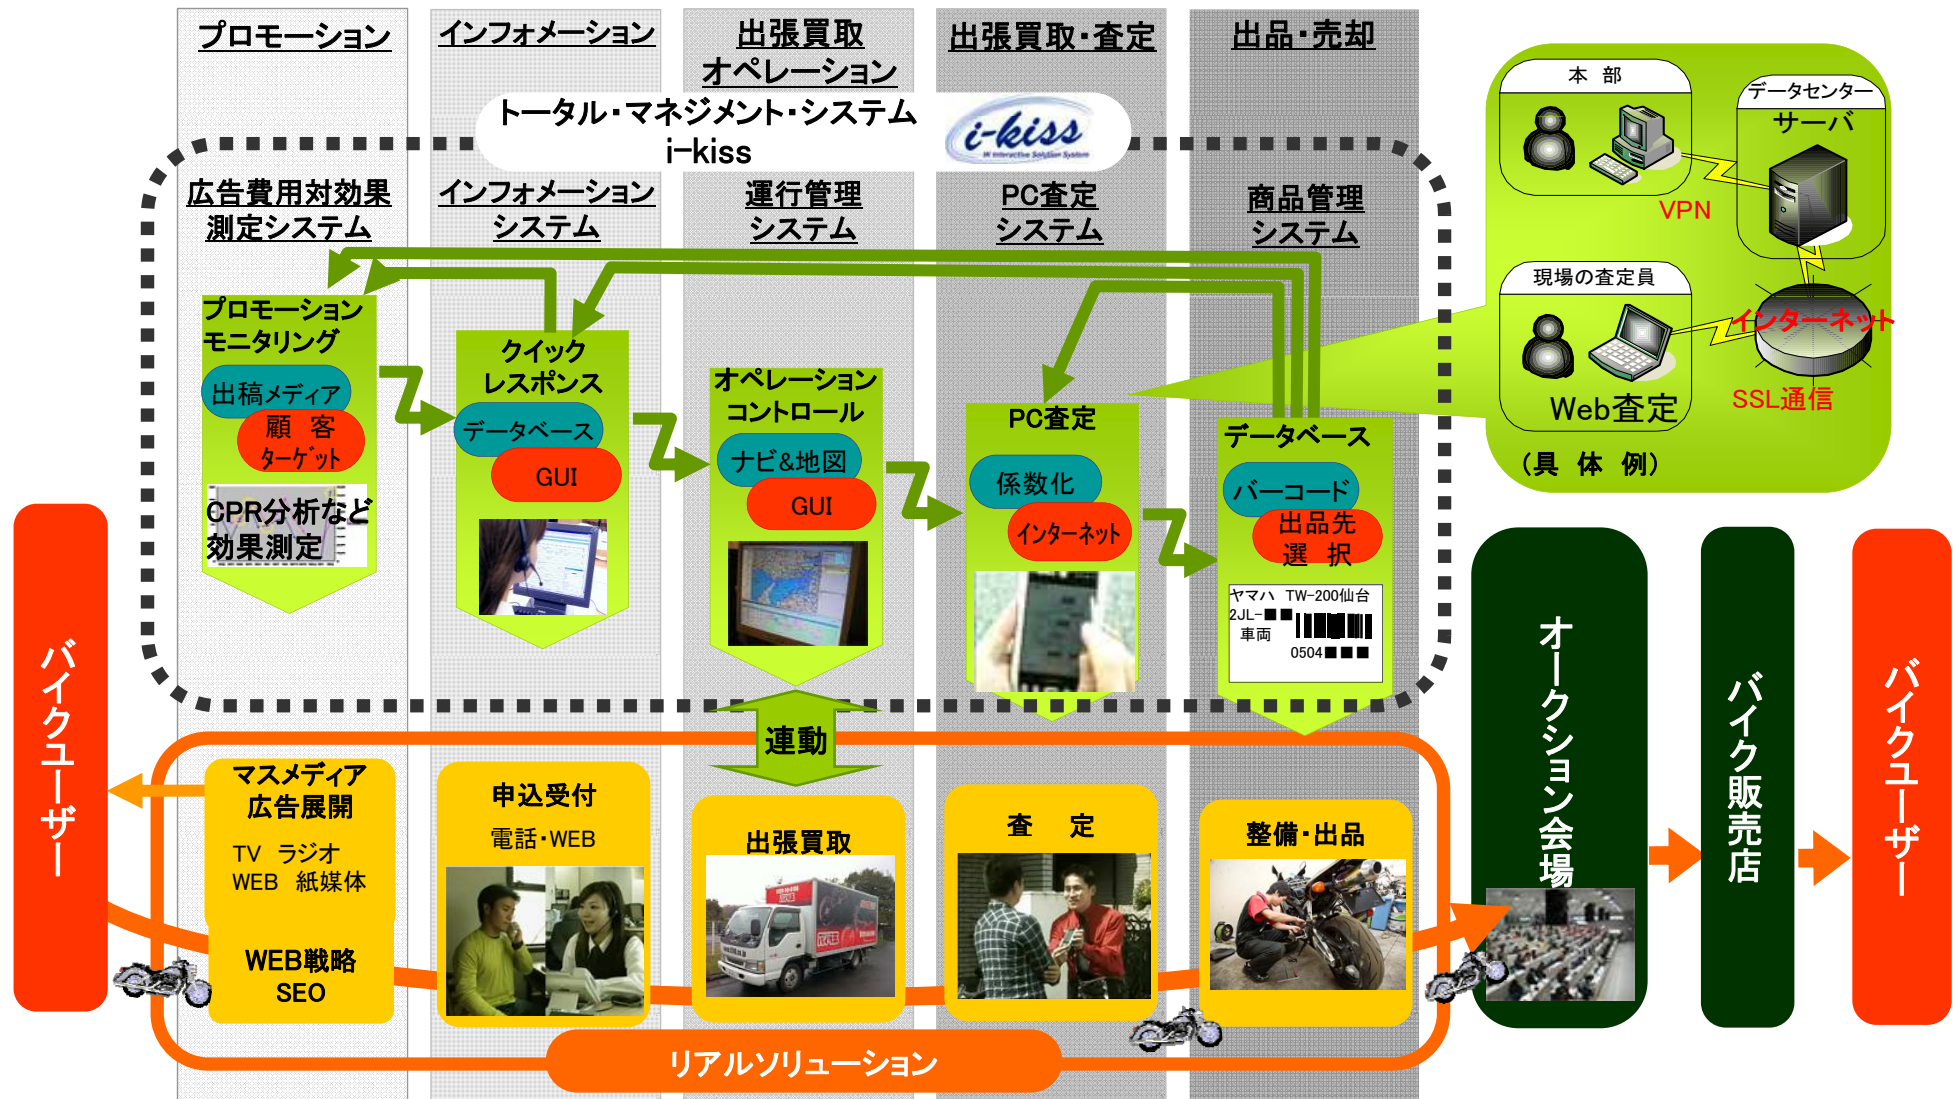 プロモーション
インフォメーション
出張買取
オペレーション
出張買取・査定
出品・売却
トータル・マネジメント・システム
i-kiss
i-kiss
IK Interactive Solution System
広告費用対効果
測定システム
インフォメーション
システム
運行管理
システム
PC査定
システム
商品管理
システム
プロモーション
モニタリング
出稿メディア
顧 客
ターゲット
CPR分析など
効果測定
クイック
レスポンス
データベース
GUI
オペレーション
コントロール
ナビ&地図
GUI
PC査定
係数化
インターネット
データベース
バーコード
出品先
選 択
ヤマハ TW-200仙台
2JL-■■
車両
0504■■■
本 部
データセンター
サーバ
VPN
現場の査定員
インターネット
Web査定
SSL通信
(具 体 例)
連動
バイクユーザー
マスメディア
広告展開
TV ラジオ
WEB 紙媒体
WEB戦略
SEO
申込受付
電話・WEB
出張買取
査 定
整備・出品
リアルソリューション
オークション会場
バイク販売店
バイクユーザー